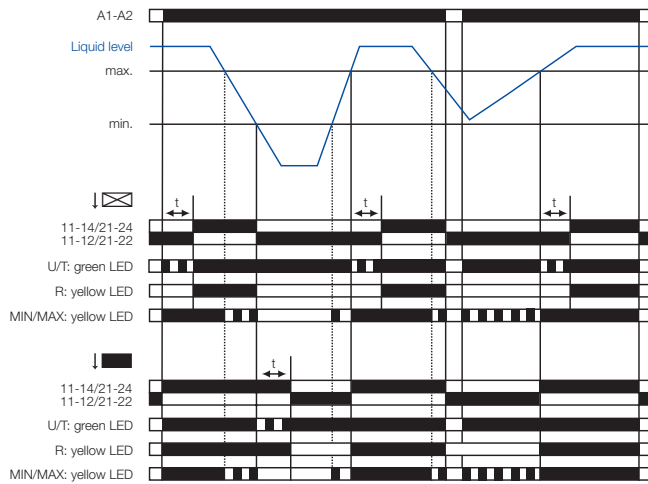 A1-A2
Liquid level
max.
min.
t t t
11-14/21-24
11-12/21-22
U/T: green LED
R: yellow LED
MIN/MAX: yellow LED
t
11-14/21-24
11-12/21-22
U/T: green LED
R: yellow LED
MIN/MAX: yellow LED